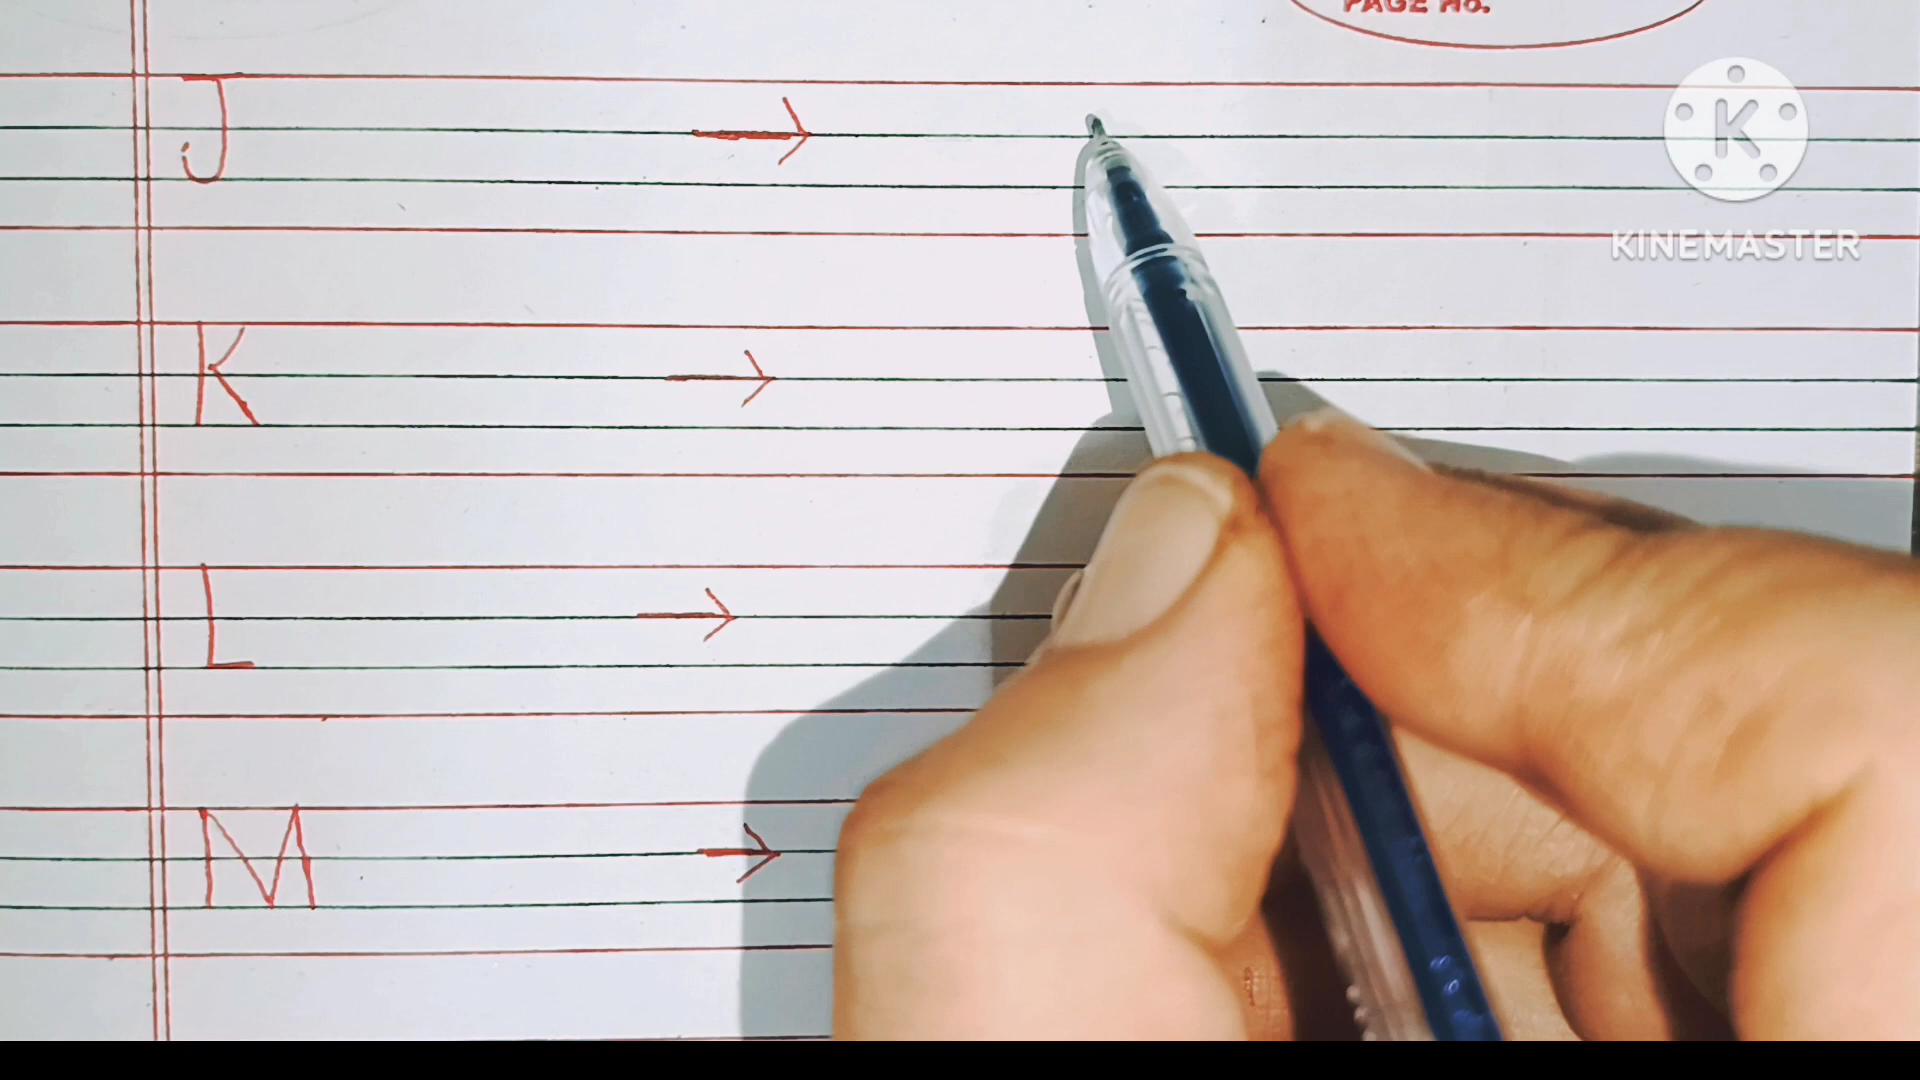 PAGE No.
J →
K →
L →
M →
K
KINEMASTER